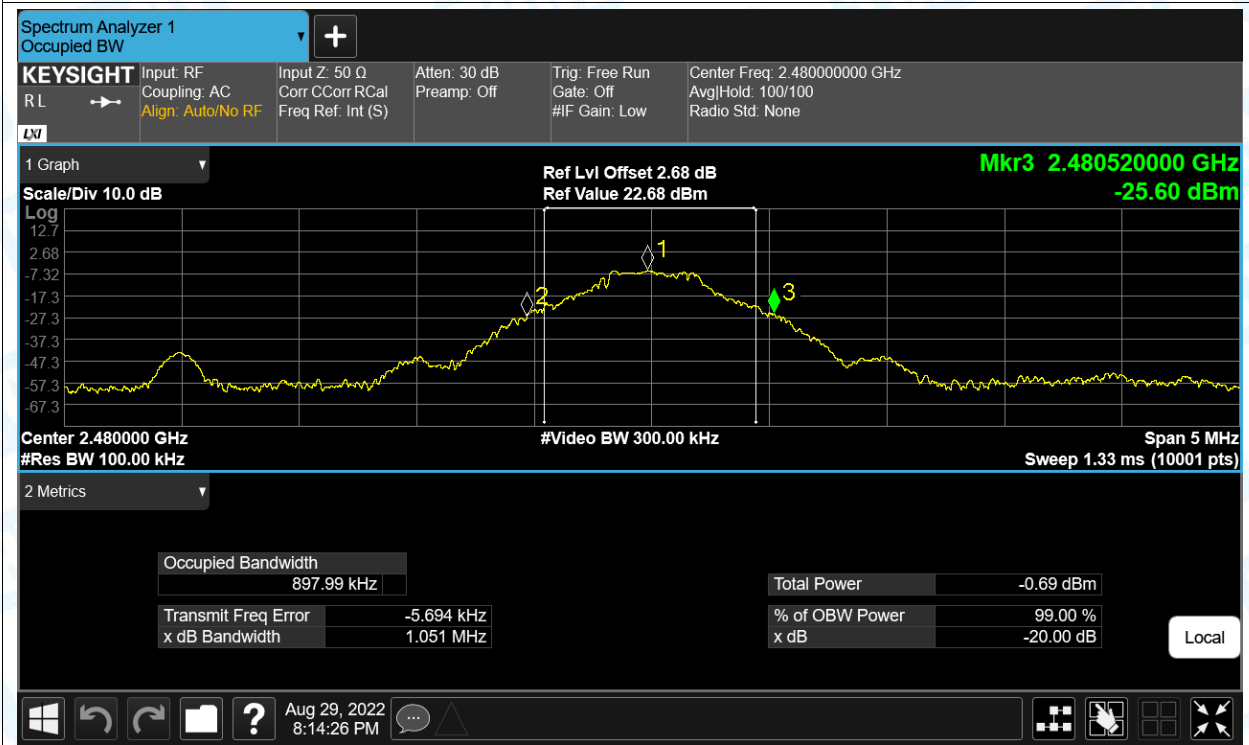 Spectrum Analyzer 1
Occupied BW
KEYSIGHT
R L
LXI
Input: RF
Coupling: AC
Align: Auto/No RF
Input Z: 50 Ω
Corr CCorr RCal
Freq Ref: Int (S)
Atten: 30 dB
Preamp: Off
Trig: Free Run
Gate: Off
#IF Gain: Low
Center Freq: 2.480000000 GHz
Avg|Hold: 100/100
Radio Std: None
1 Graph
Scale/Div 10.0 dB
Ref Lvl Offset 2.68 dB
Ref Value 22.68 dBm
Mkr3 2.480520000 GHz
-25.60 dBm
Log
12.7
2.68
-7.32
-17.3
-27.3
-37.3
-47.3
-57.3
-67.3
1
2
3
Center 2.480000 GHz
#Video BW 300.00 kHz
Span 5 MHz
#Res BW 100.00 kHz
Sweep 1.33 ms (10001 pts)
2 Metrics
Occupied Bandwidth
897.99 kHz
Total Power -0.69 dBm
Transmit Freq Error -5.694 kHz
% of OBW Power 99.00 %
x dB Bandwidth 1.051 MHz
x dB -20.00 dB
Local
?
Aug 29, 2022
8:14:26 PM